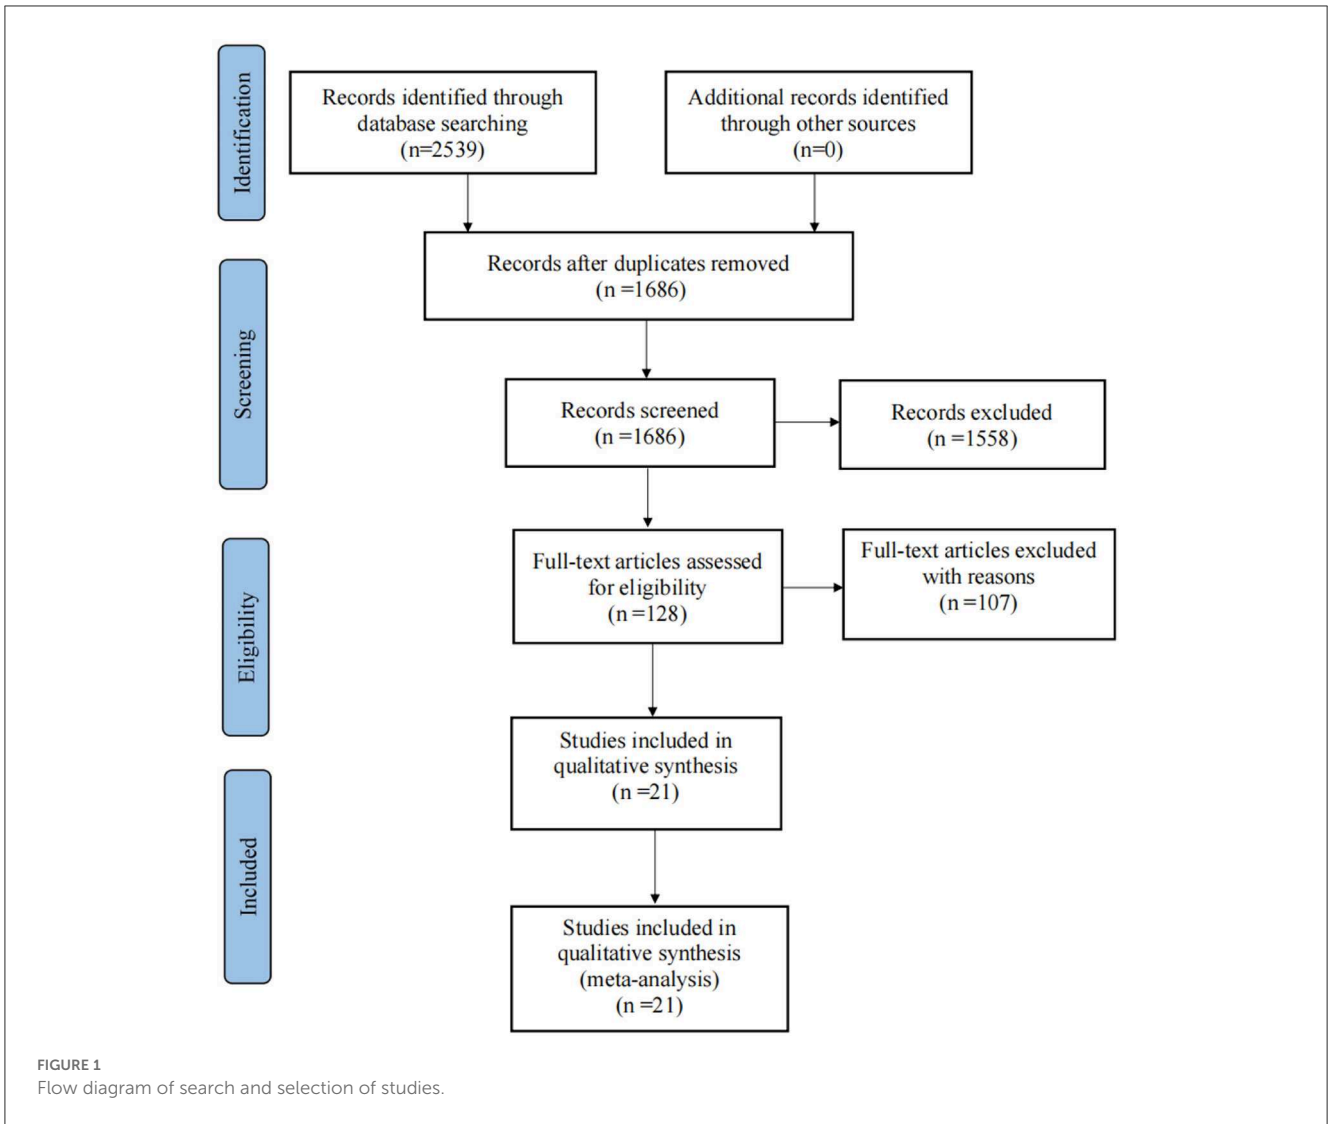 Identification
Records identified through
database searching
(n=2539)
Additional records identified
through other sources
(n=0)
Records after duplicates removed
(n =1686)
Screening
Records screened
(n =1686)
Records excluded
(n =1558)
Eligibility
Full-text articles assessed
for eligibility
(n =128)
Full-text articles excluded
with reasons
(n =107)
Studies included in
qualitative synthesis
(n =21)
Included
Studies included in
qualitative synthesis
(meta-analysis)
(n =21)
FIGURE 1
Flow diagram of search and selection of studies.